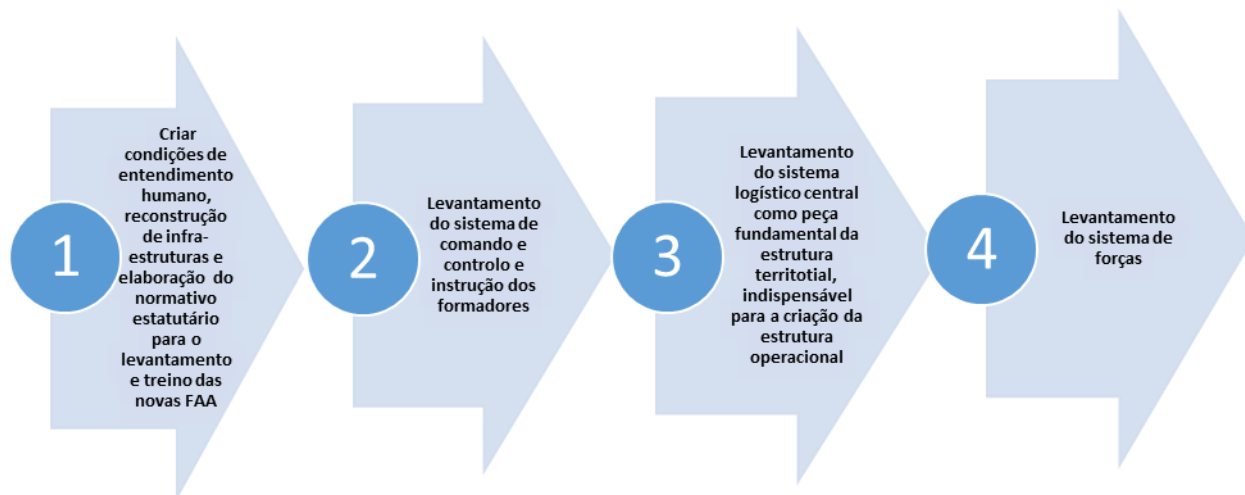 1
Criar
condições de
entendimento
humano,
reconstrução
de infra-
estruturas e
elaboração do
normativo
estatutário
para o
levantamento
e treino das
novas FAA
2
Levantamento
do sistema de
comando e
controlo e
instrução dos
formadores
3
Levantamento
do sistema
logístico central
como peça
fundamental da
estrutura
territotial,
indispensável
para a criação da
estrutura
operacional
4
Levantamento
do sistema de
forças